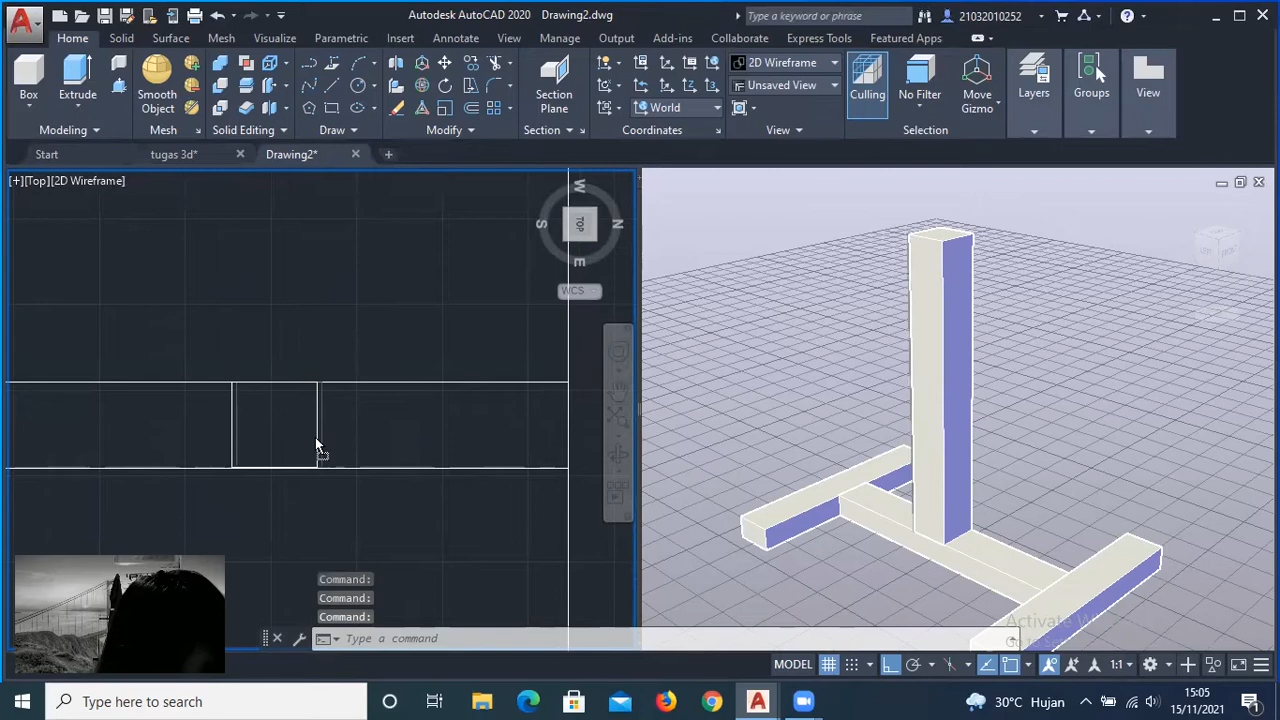 Autodesk AutoCAD 2020 Drawing2.dwg
Type a keyword or phrase
21032010252
Home Solid Surface Mesh Visualize Parametric Insert Annotate View Manage Output Add-ins Collaborate Express Tools Featured Apps
Box
Extrude
Smooth
Object
Section
Plane
2D Wireframe
Unsaved View
World
Culling
No Filter
Move
Gizmo
Layers
Groups
View
Modeling
Mesh
Solid Editing
Draw
Modify
Section
Coordinates
View
Selection
Start
tugas 3d*
Drawing2*
[+][Top][2D Wireframe]
W
S
TOP
N
E
WCS
Command:
Command:
Command:
Type a command
Activate W
MODEL
1:1
Type here to search
30°C Hujan
15:05
15/11/2021
1